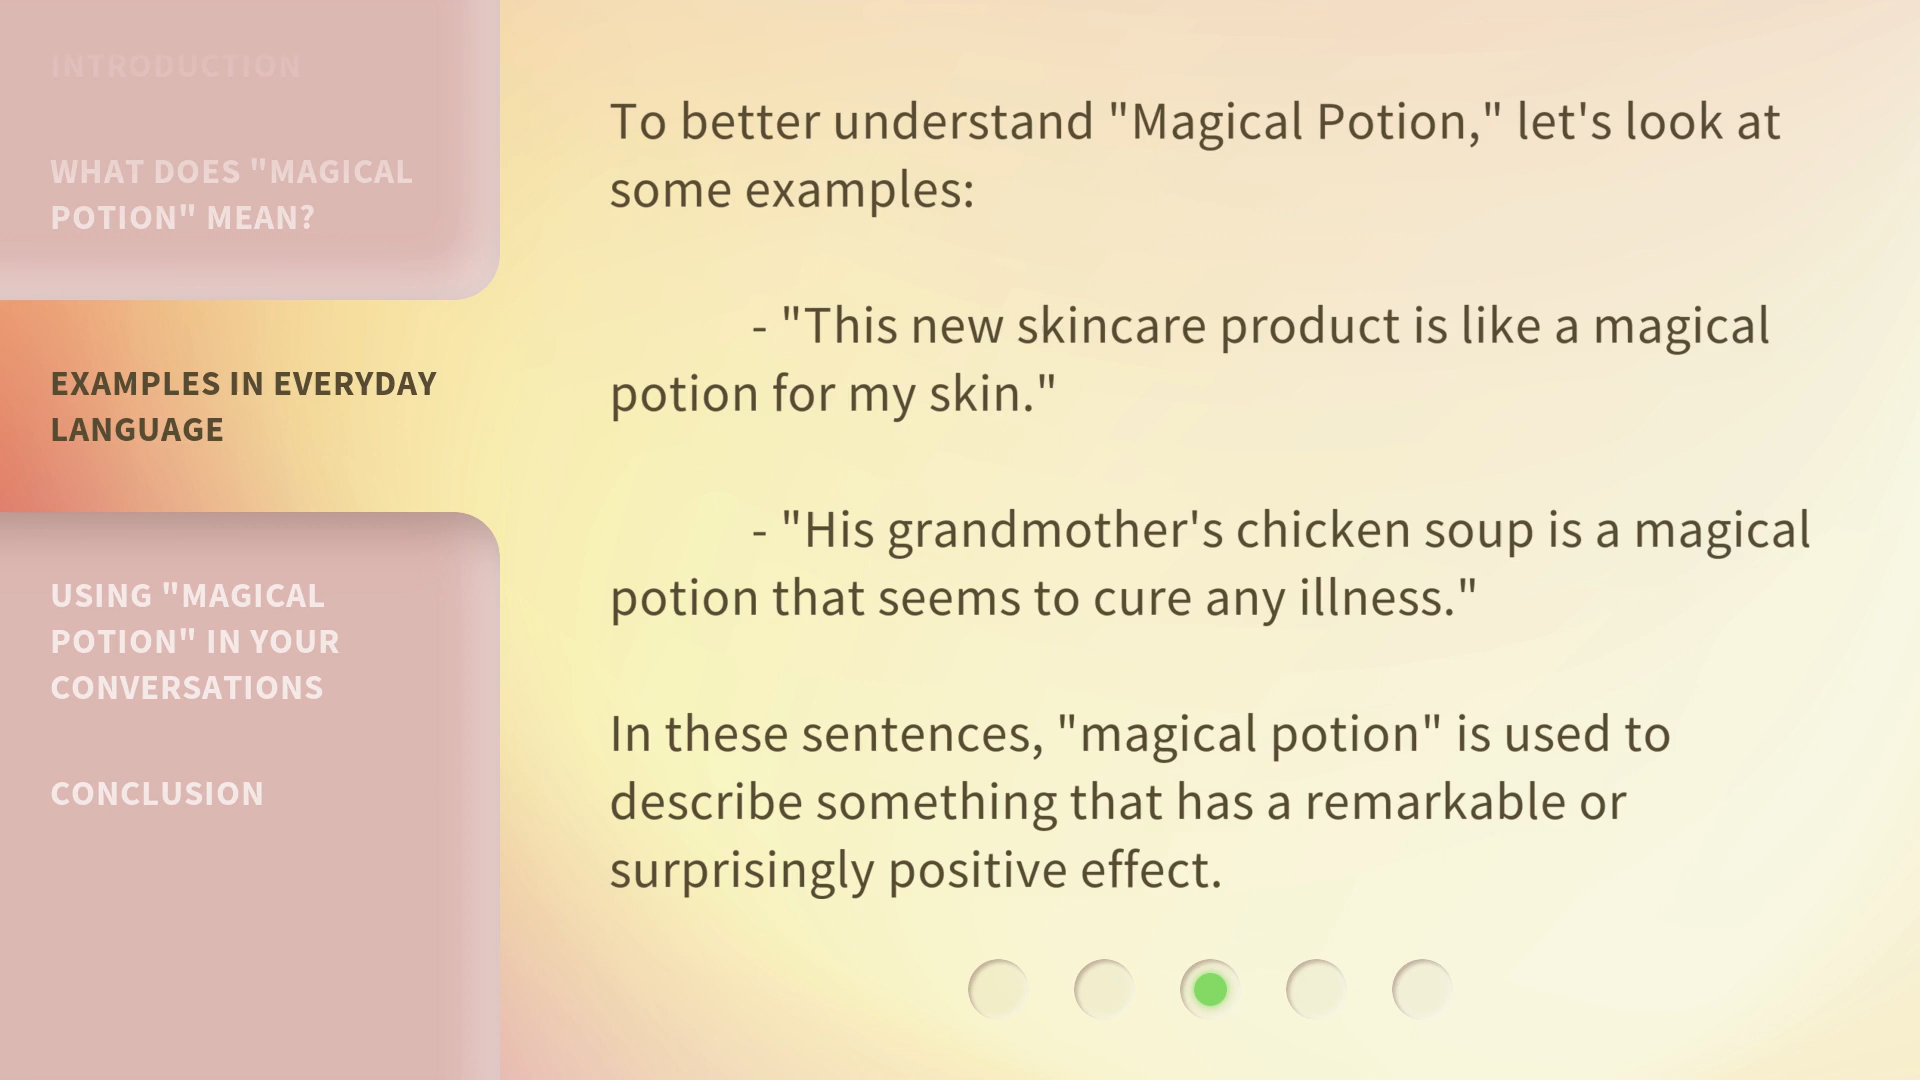 INTRODUCTION
WHAT DOES "MAGICAL
POTION" MEAN?
EXAMPLES IN EVERYDAY
LANGUAGE
USING "MAGICAL
POTION" IN YOUR
CONVERSATIONS
CONCLUSION
To better understand "Magical Potion," let's look at
some examples:
- "This new skincare product is like a magical
potion for my skin."
- "His grandmother's chicken soup is a magical
potion that seems to cure any illness."
In these sentences, "magical potion" is used to
describe something that has a remarkable or
surprisingly positive effect.